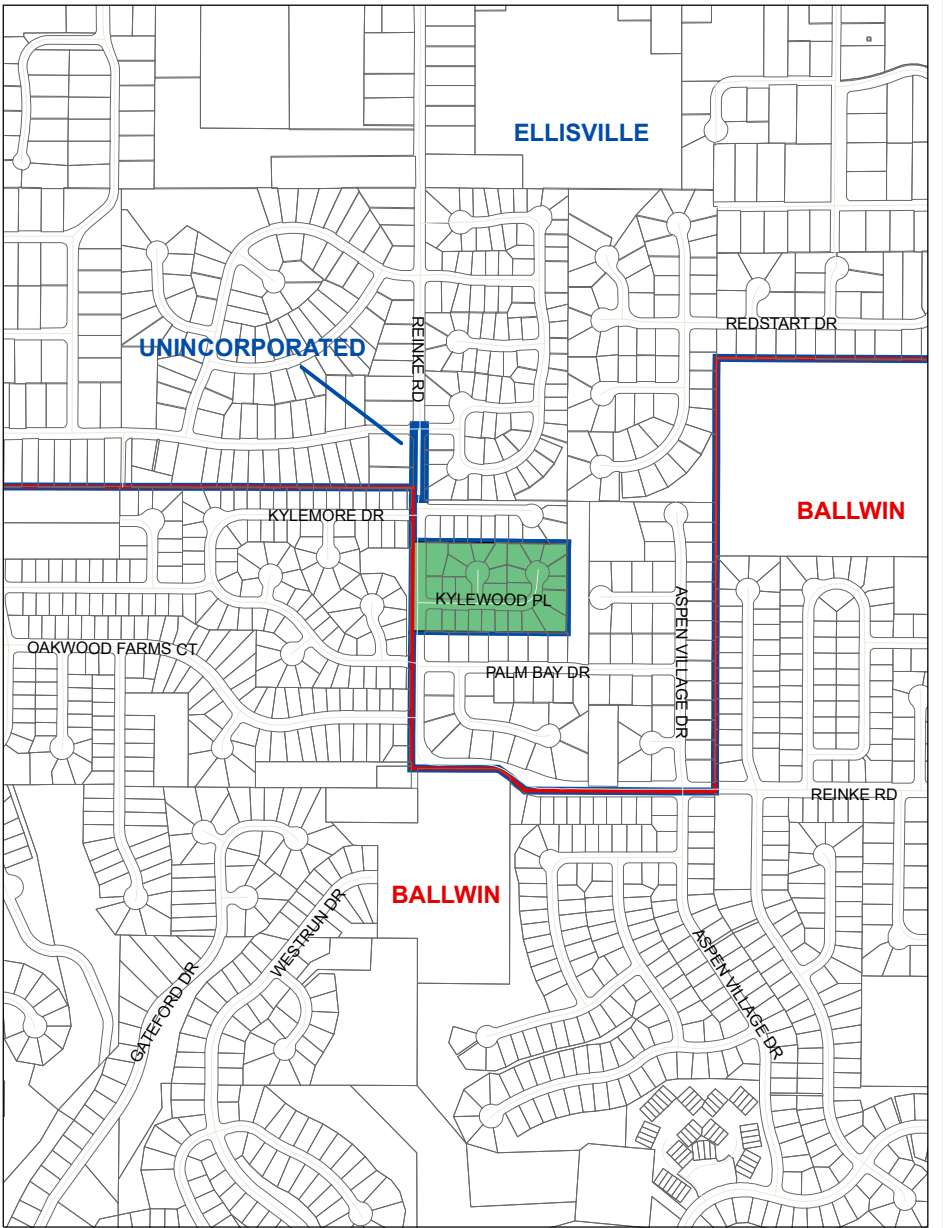 ELLISVILLE
REDSTART DR
UNINCORPORATED
REINKE RD
BALLWIN
KYLEMORE DR
KYLEWOOD PL
ASPEN VILLAGE DR
OAKWOOD FARMS CT
PALM BAY DR
REINKE RD
BALLWIN
WESTRUN DR
ASPEN VILLAGE DR
GATEFORD DR